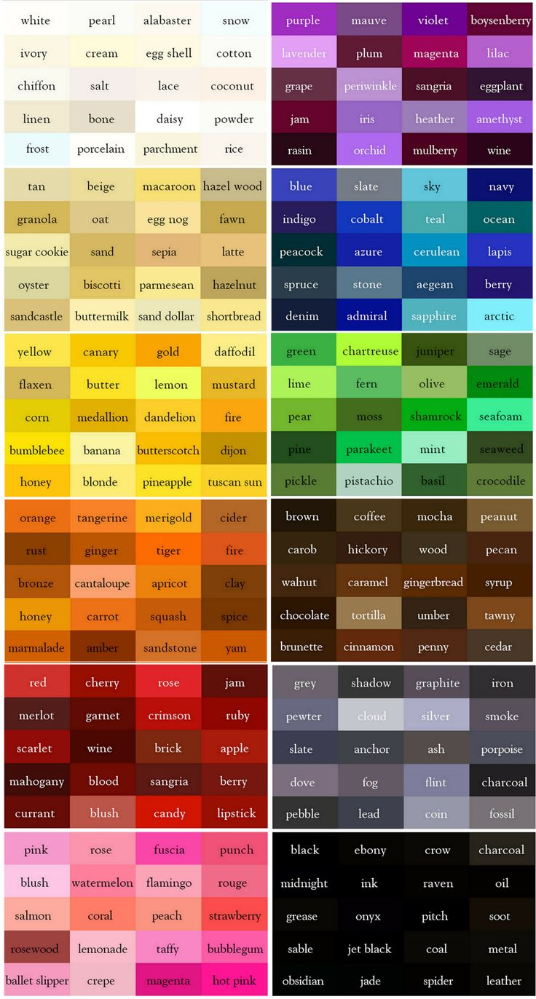 white pearl alabaster snow
ivory cream egg shell cotton
chiffon salt lace coconut
linen bone daisy powder
frost porcelain parchment rice
purple mauve violet boysenberry
lavender plum magenta lilac
grape periwinkle sangria eggplant
jam iris heather amethyst
rasin orchid mulberry wine
tan beige macaroon hazel wood
granola oat egg nog fawn
sugar cookie sand sepia latte
oyster biscotti parmesean hazelnut
sandcastle buttermilk sand dollar shortbread
blue slate sky navy
indigo cobalt teal ocean
peacock azure cerulean lapis
spruce stone aegean berry
denim admiral sapphire arctic
yellow canary gold daffodil
flaxen butter lemon mustard
corn medallion dandelion fire
bumblebee banana butterscotch dijon
honey blonde pineapple tuscan sun
green chartreuse juniper sage
lime fern olive emerald
pear moss shamrock seafoam
pine parakeet mint seaweed
pickle pistachio basil crocodile
orange tangerine merigold cider
rust ginger tiger fire
bronze cantaloupe apricot clay
honey carrot squash spice
marmalade amber sandstone yam
brown coffee mocha peanut
carob hickory wood pecan
walnut caramel gingerbread syrup
chocolate tortilla umber tawny
brunette cinnamon penny cedar
red cherry rose jam
merlot garnet crimson ruby
scarlet wine brick apple
mahogany blood sangria berry
currant blush candy lipstick
grey shadow graphite iron
pewter cloud silver smoke
slate anchor ash porpoise
dove fog flint charcoal
pebble lead coin fossil
pink rose fuscia punch
blush watermelon flamingo rouge
salmon coral peach strawberry
rosewood lemonade taffy bubblegum
ballet slipper crepe magenta hot pink
black ebony crow charcoal
midnight ink raven oil
grease onyx pitch soot
sable jet black coal metal
obsidian jade spider leather